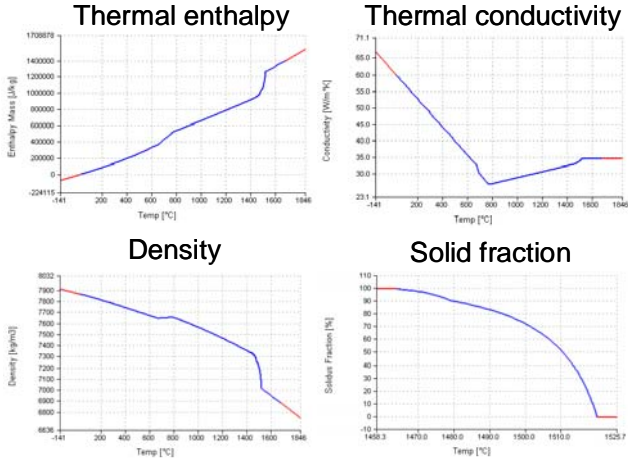 Thermal enthalpy
1708878
1400000
1200000
1000000
800000
600000
400000
200000
0
-224115
Enthalpy Mass [J/kg]
-141 200 400 600 800 1000 1200 1400 1600 1846
Temp [°C]
Thermal conductivity
71.1
65.0
60.0
55.0
50.0
45.0
40.0
35.0
30.0
23.1
Conductivity [W/m*K]
-141 200 400 600 800 1000 1200 1400 1600 1846
Temp [°C]
Density
8032
7900
7800
7700
7600
7500
7400
7300
7200
7100
7000
6900
6800
6636
Density [kg/m3]
-141 200 400 600 800 1000 1200 1400 1600 1846
Temp [°C]
Solid fraction
110
100
90
80
70
60
50
40
30
20
10
0
-10
Solidus Fraction [%]
1458.3 1470.0 1480.0 1490.0 1500.0 1510.0 1525.7
Temp [°C]